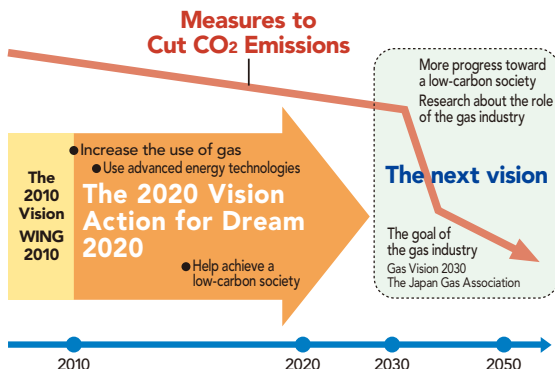 Measures to
Cut CO2 Emissions
More progress toward
a low-carbon society
Research about the role
of the gas industry
The next vision
The goal of
the gas industry
Gas Vision 2030
The Japan Gas Association
The
2010
Vision
WING
2010
● Increase the use of gas
● Use advanced energy technologies
The 2020 Vision
Action for Dream
2020
● Help achieve a
low-carbon society
2010
2020
2030
2050